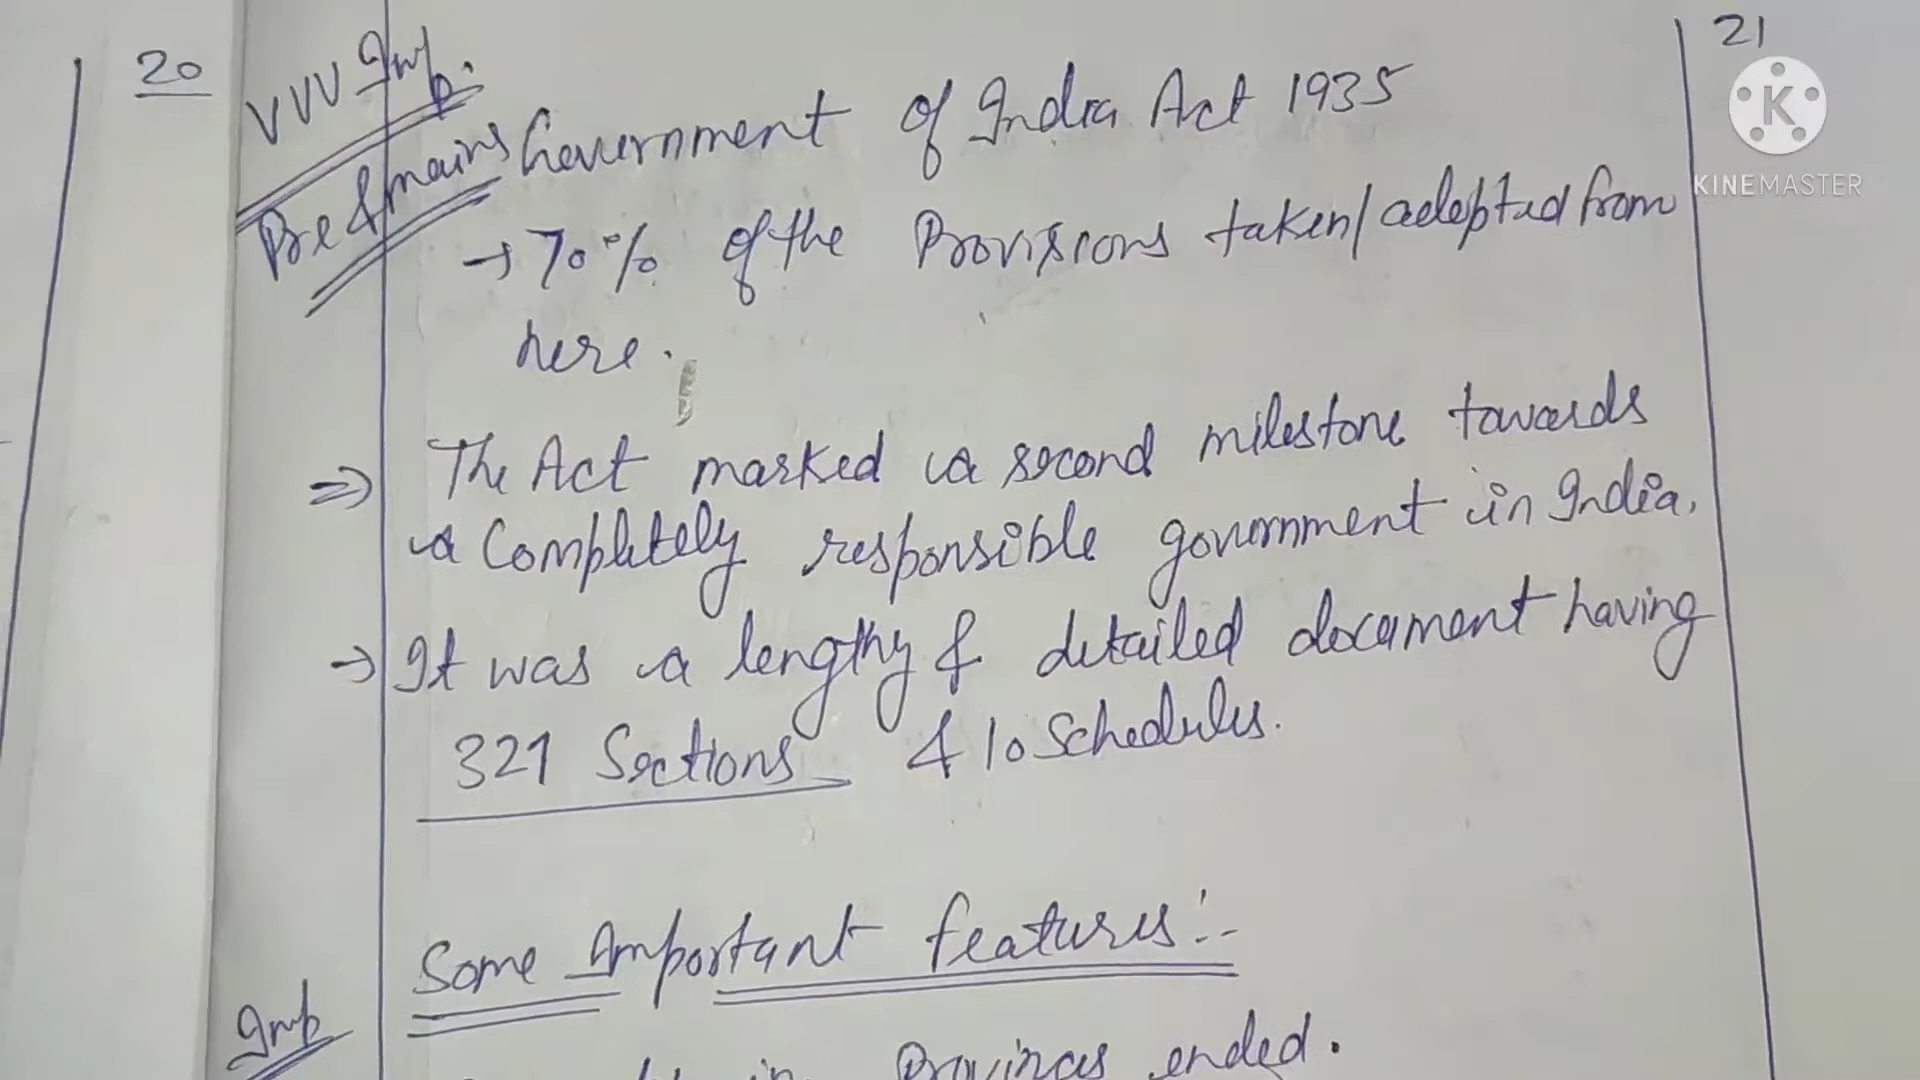 20
21
VVV Imp.
Pre & mains
Government of India Act 1935
→ 70% of the Provisions taken/adopted from
here.
⇒ The Act marked a second milestone towards
a Completely responsible government in India.
→ It was a lengthy & detailed document having
321 Sections & 10 Schedules.
Some Important features:-
Imp
in Provinces ended.
KINEMASTER